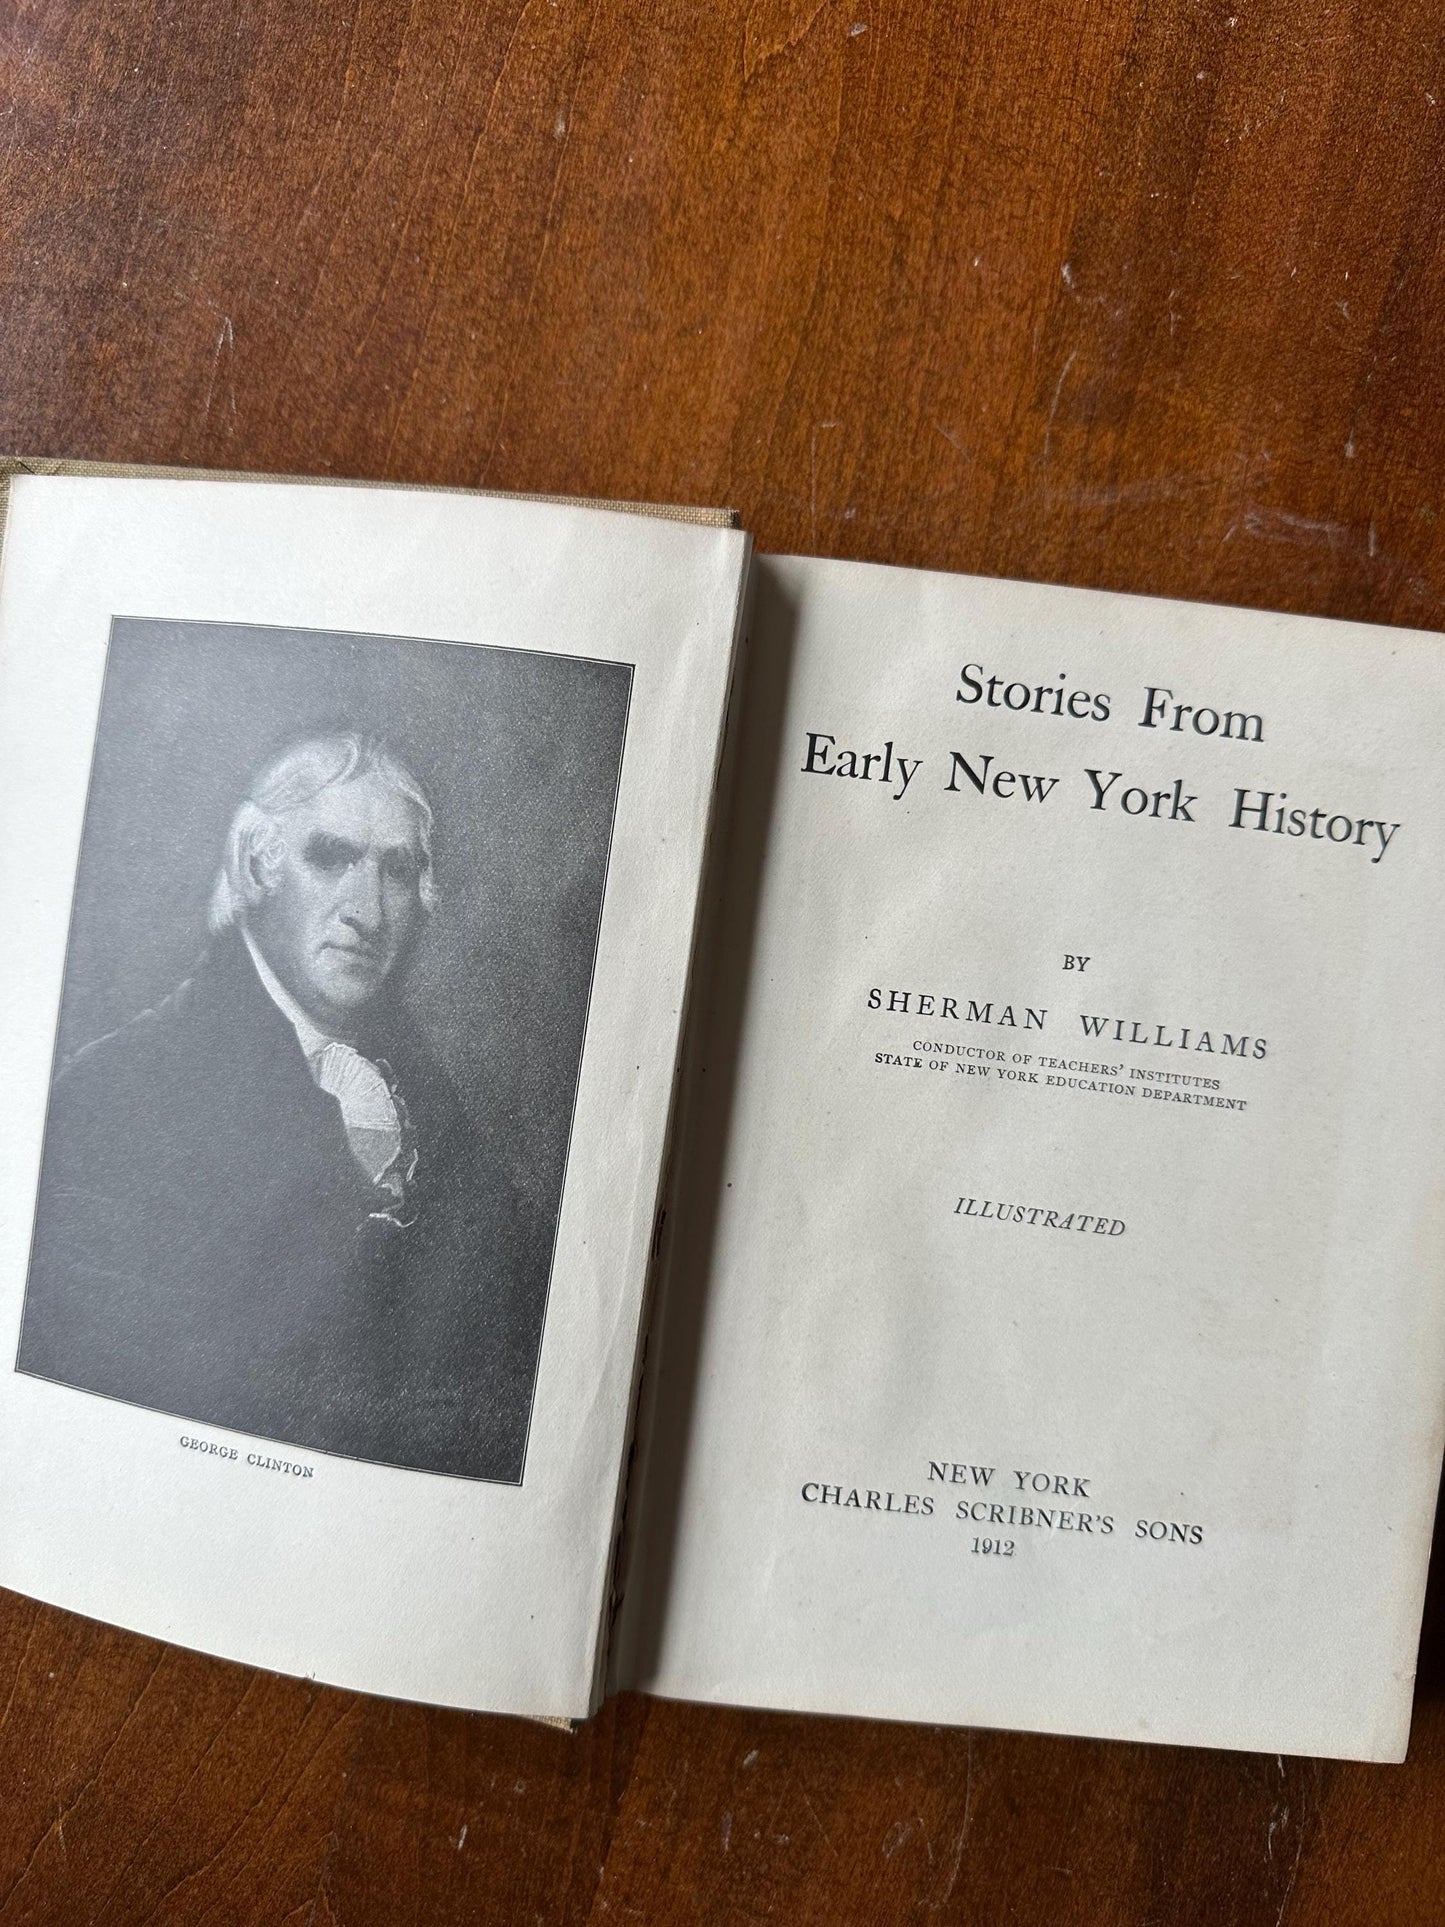 GEORGE CLINTON
Stories From
Early New York History
BY
SHERMAN WILLIAMS
CONDUCTOR OF TEACHERS' INSTITUTES
STATE OF NEW YORK EDUCATION DEPARTMENT
ILLUSTRATED
NEW YORK
CHARLES SCRIBNER'S SONS
1912